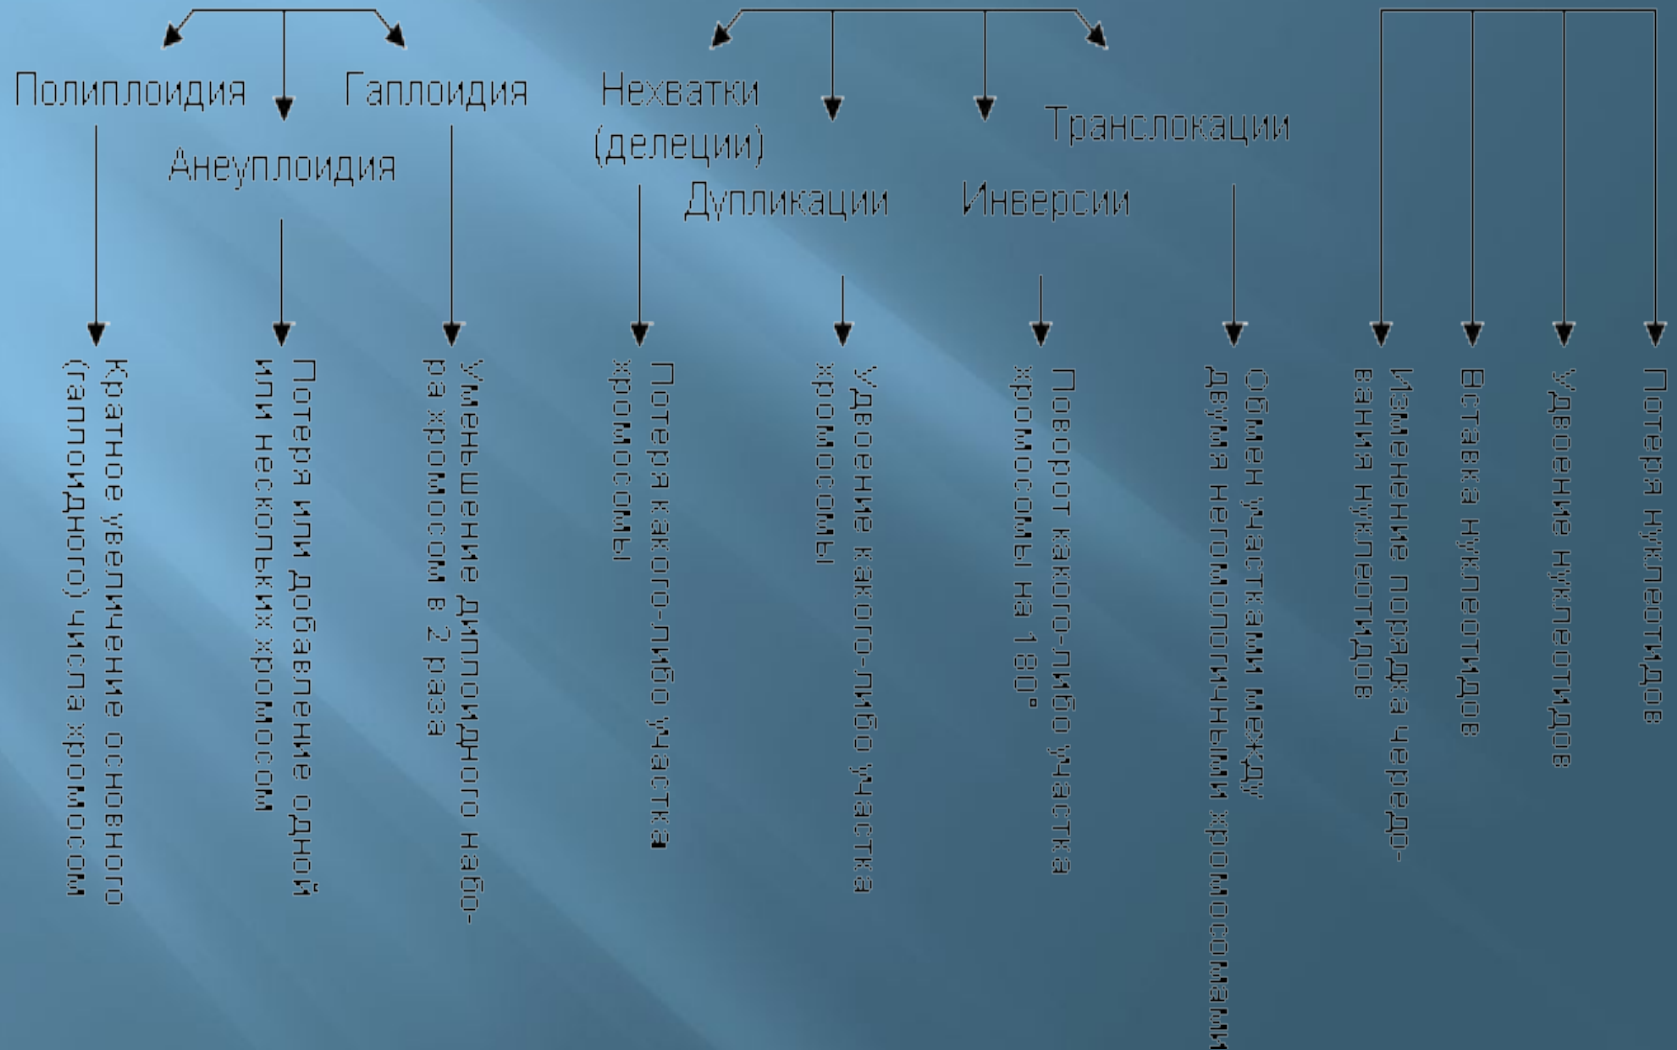 Полиплоидия
Анеуплоидия
Гаплоидия
Нехватки
(делеции)
Дупликации
Инверсии
Транслокации
Кратное увеличение основного
(гаплоидного) числа хромосом
Потеря или добавление одной
или нескольких хромосом
Уменьшение диплоидного набо-
ра хромосом в 2 раза
Потеря какого-либо участка
хромосомы
Удвоение какого-либо участка
хромосомы
Поворот какого-либо участка
хромосомы на 180°
Обмен участками между
двумя негомологичными хромосомами
Изменение порядка чередо-
вания нуклеотидов
Вставка нуклеотидов
Удвоение нуклеотидов
Потеря нуклеотидов